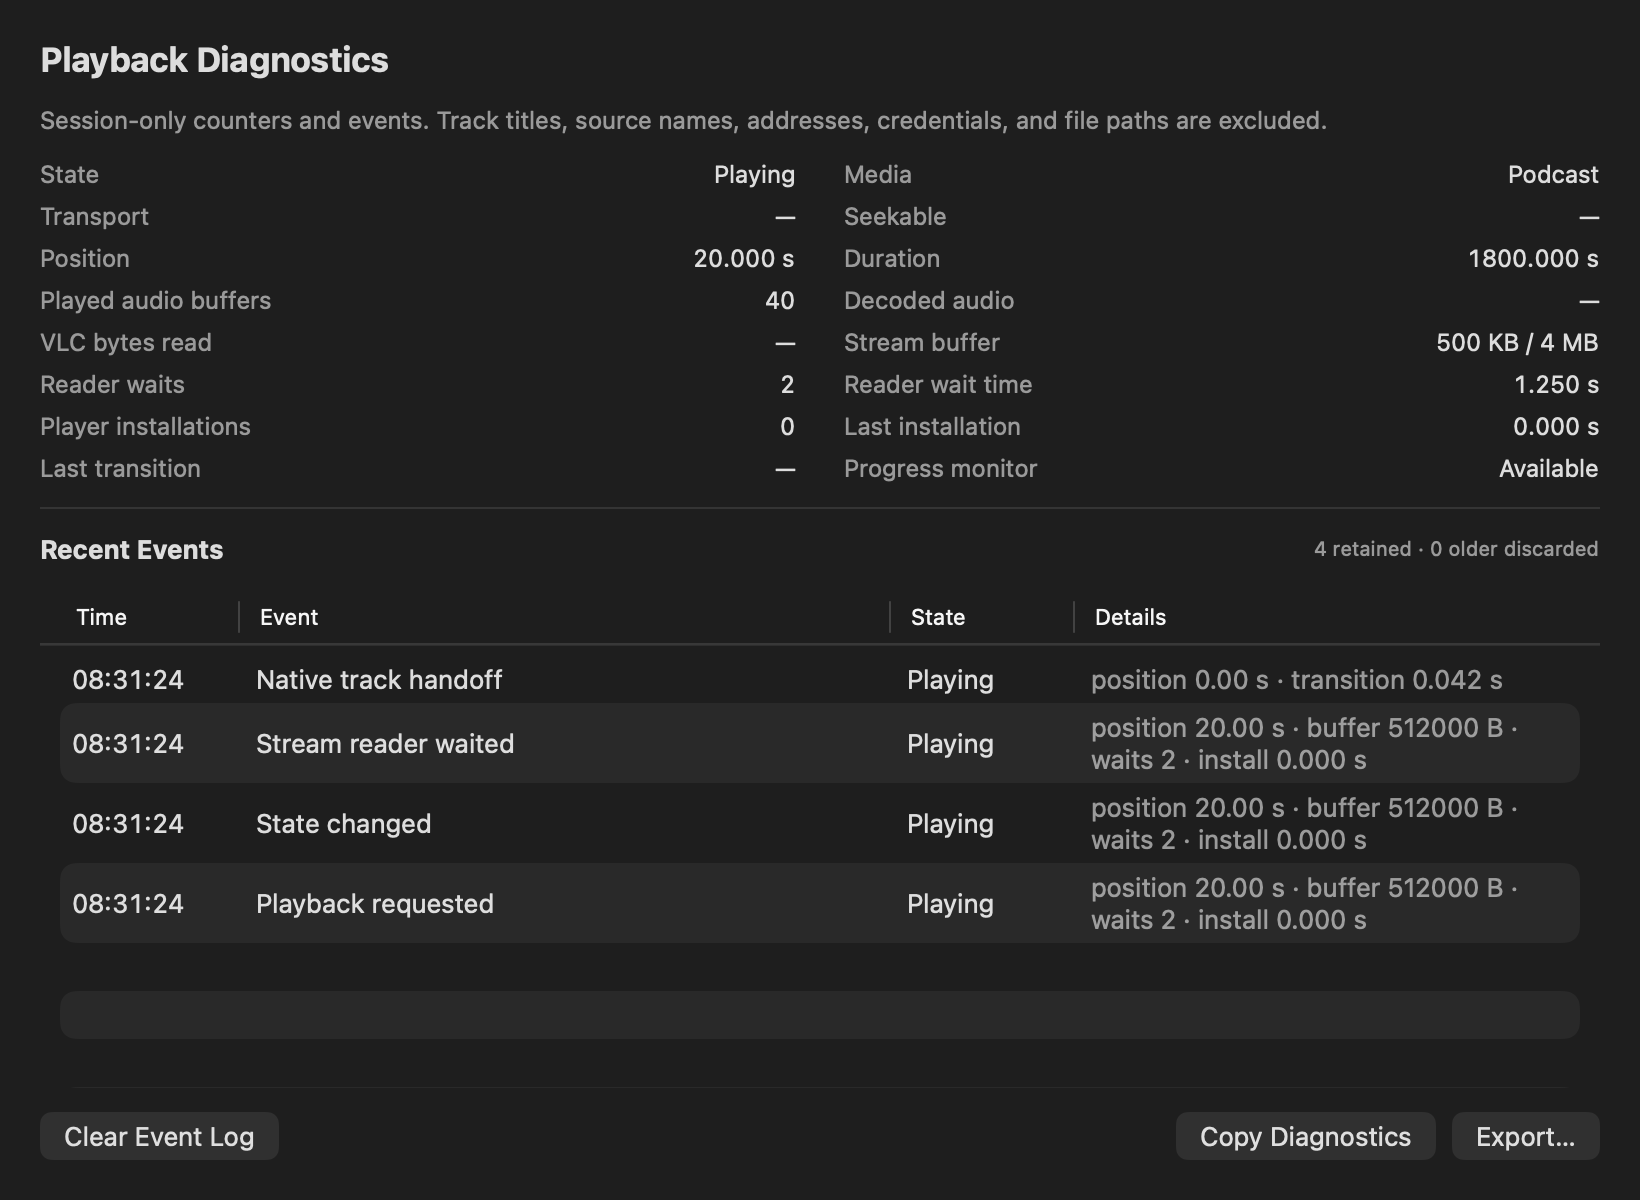 Playback Diagnostics
Session-only counters and events. Track titles, source names, addresses, credentials, and file paths are excluded.
State Playing Media Podcast
Transport — Seekable —
Position 20.000 s Duration 1800.000 s
Played audio buffers 40 Decoded audio —
VLC bytes read — Stream buffer 500 KB / 4 MB
Reader waits 2 Reader wait time 1.250 s
Player installations 0 Last installation 0.000 s
Last transition — Progress monitor Available
Recent Events 4 retained · 0 older discarded
Time Event State Details
08:31:24 Native track handoff Playing position 0.00 s · transition 0.042 s
08:31:24 Stream reader waited Playing position 20.00 s · buffer 512000 B ·
waits 2 · install 0.000 s
08:31:24 State changed Playing position 20.00 s · buffer 512000 B ·
waits 2 · install 0.000 s
08:31:24 Playback requested Playing position 20.00 s · buffer 512000 B ·
waits 2 · install 0.000 s
Clear Event Log Copy Diagnostics Export...